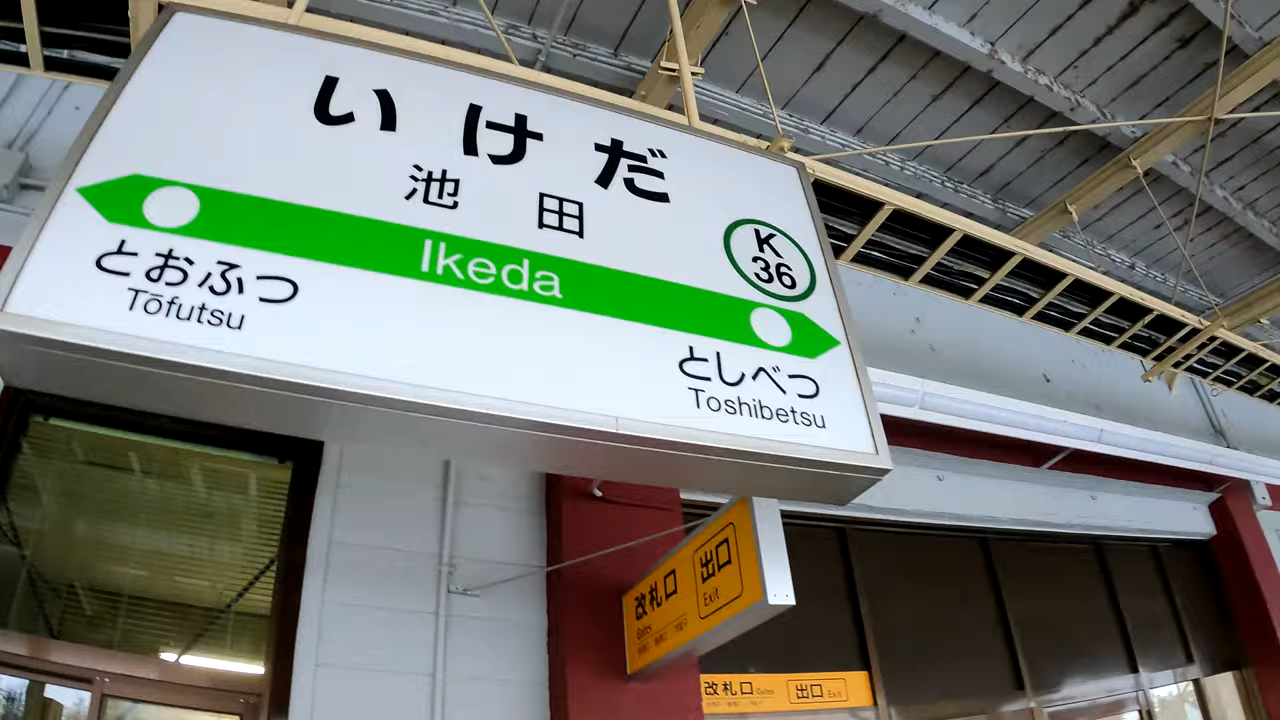 いけだ
池田
K
36
Ikeda
とおふつ
Tōfutsu
としべつ
Toshibetsu
改札口
Gates
出口
Exit
改札口 Gates
出口 Exit